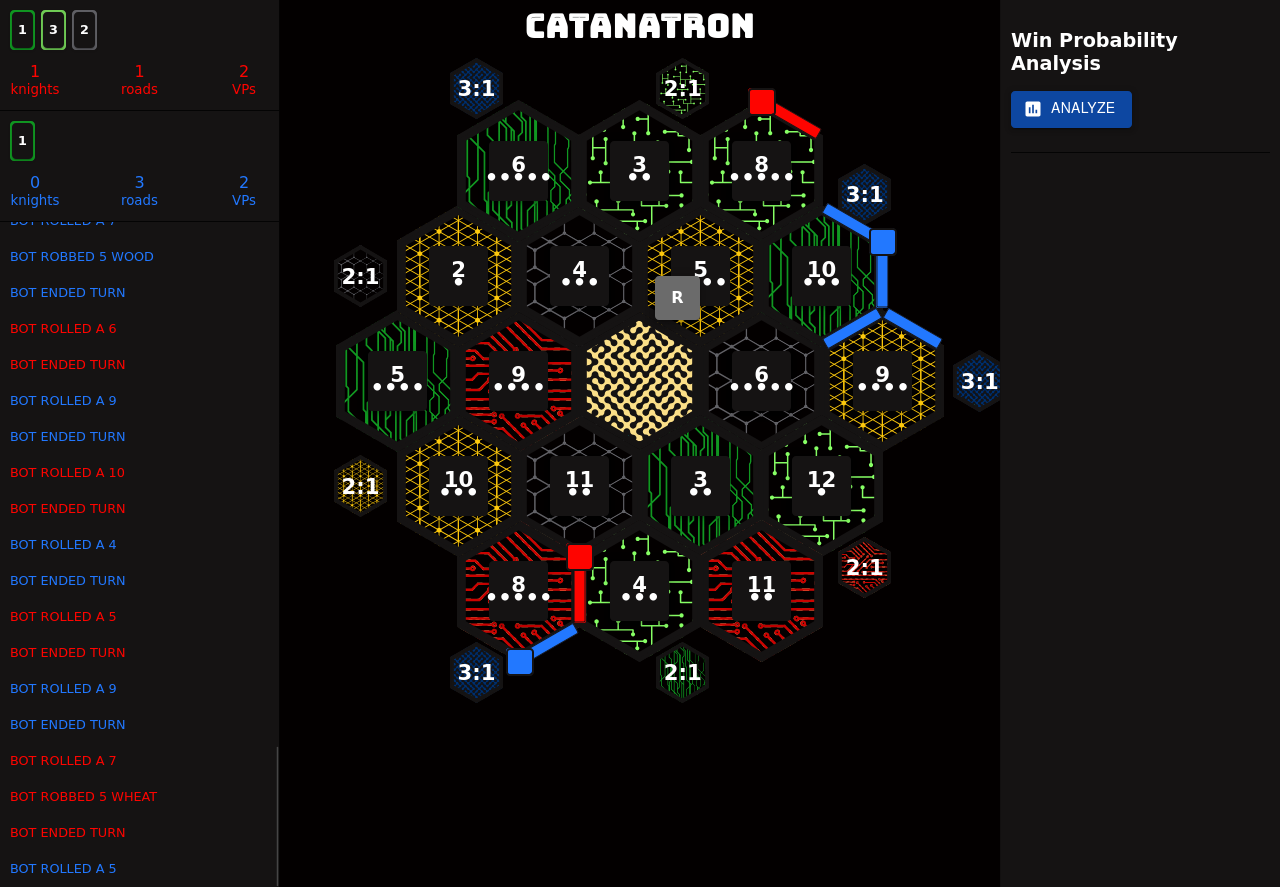 CATANATRON
1 3 2
1 1 2
knights roads VPs
1
0 3 2
knights roads VPs
BOT ROLLED A 7
BOT ROBBED 5 WOOD
BOT ENDED TURN
BOT ROLLED A 6
BOT ENDED TURN
BOT ROLLED A 9
BOT ENDED TURN
BOT ROLLED A 10
BOT ENDED TURN
BOT ROLLED A 4
BOT ENDED TURN
BOT ROLLED A 5
BOT ENDED TURN
BOT ROLLED A 9
BOT ENDED TURN
BOT ROLLED A 7
BOT ROBBED 5 WHEAT
BOT ENDED TURN
BOT ROLLED A 5
3:1 2:1
6 3 8
3:1
2:1 2 4 5 10
R
5 9 6 9 3:1
2:1 10 11 3 12
2:1
8 4 11
3:1 2:1
Win Probability
Analysis
ANALYZE